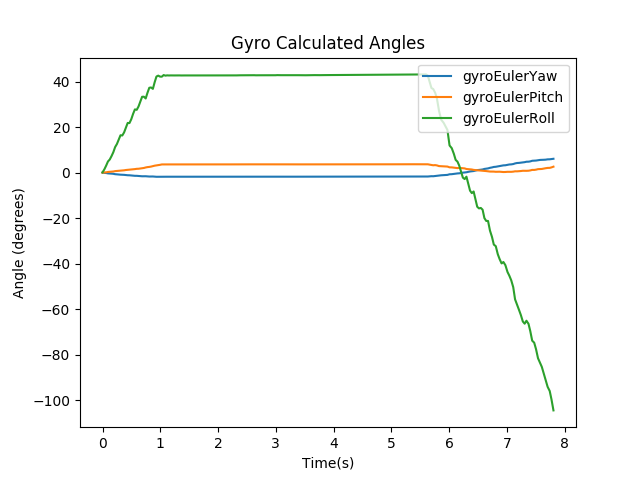 Gyro Calculated Angles
gyroEulerYaw
gyroEulerPitch
gyroEulerRoll
Angle (degrees)
40
20
0
−20
−40
−60
−80
−100
0 1 2 3 4 5 6 7 8
Time(s)